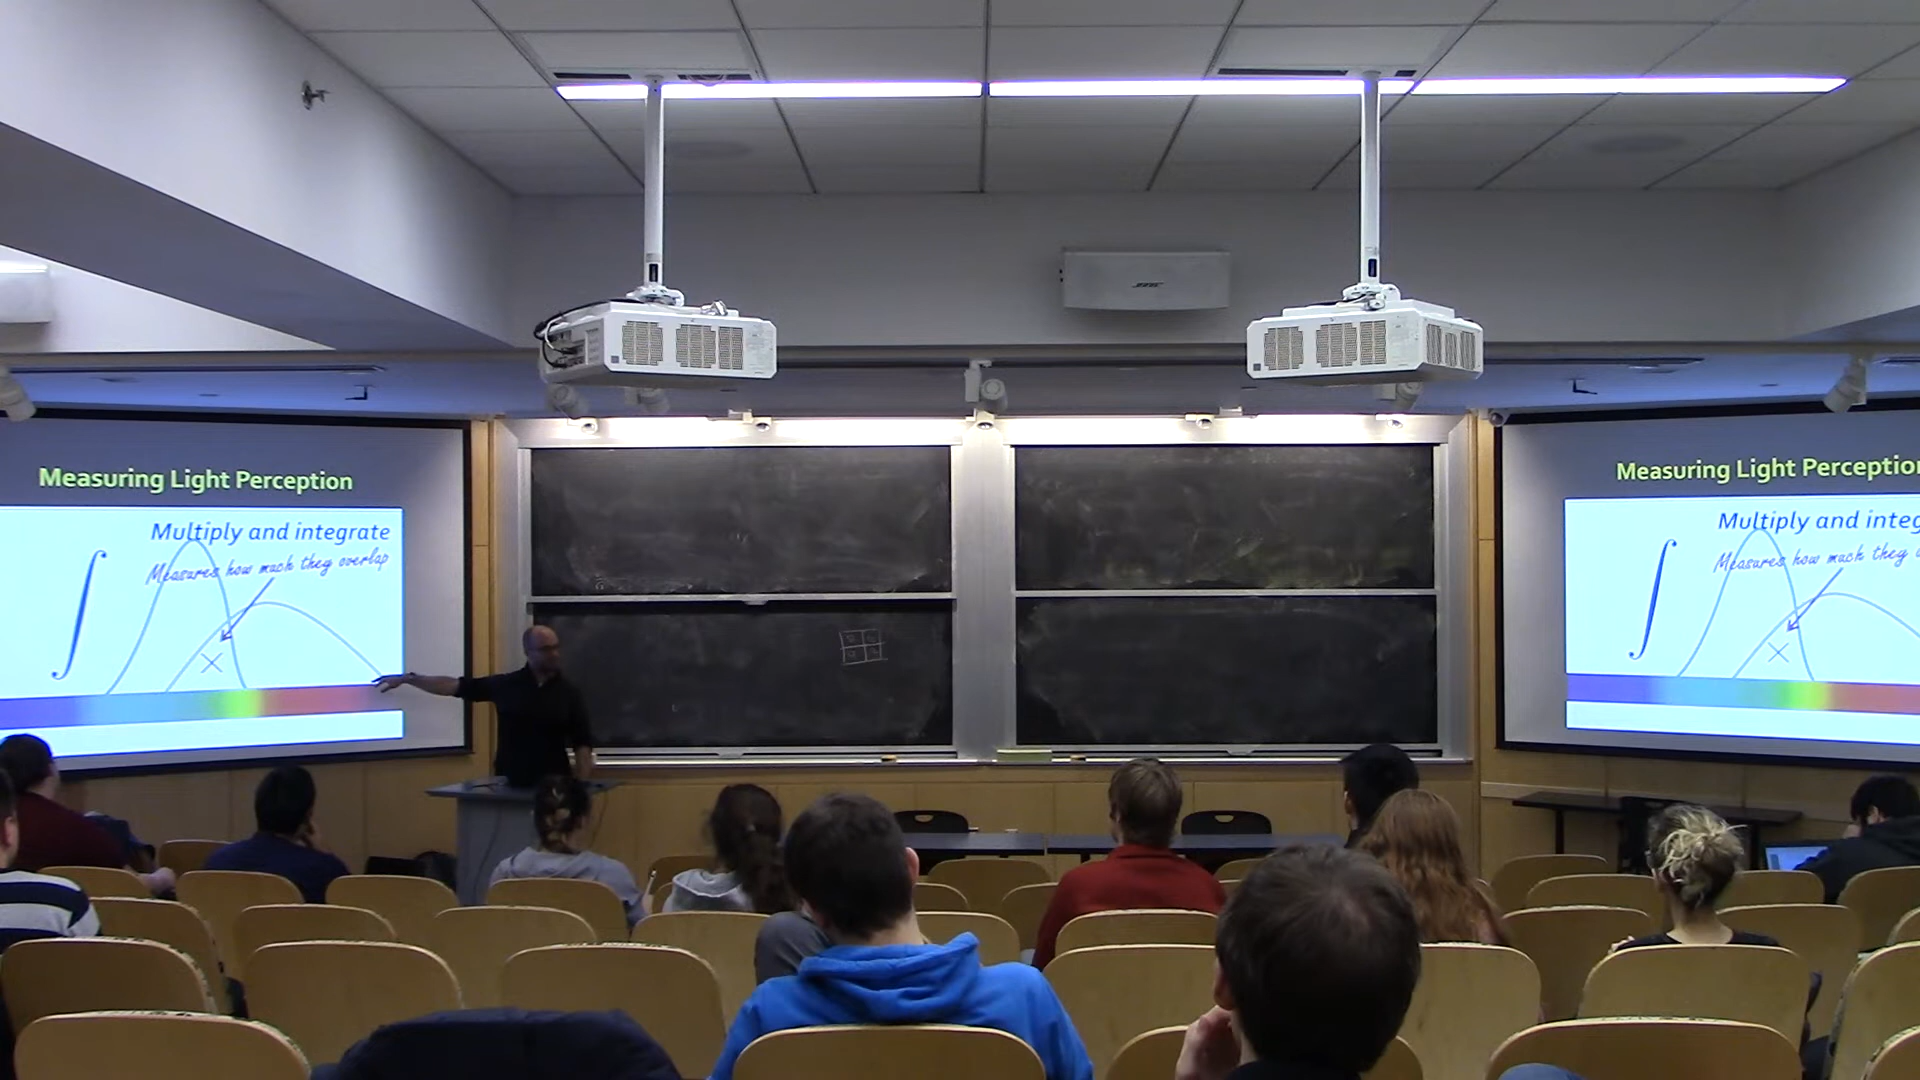 Measuring Light Perception
Multiply and integrate
Measures how much they overlap
∫
×
BOSE
Measuring Light Perception
Multiply and integ
Measures how much they
∫
×